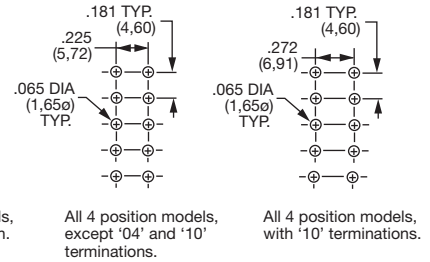 .181 TYP.
(4,60)
.225
(5,72)
.065 DIA
(1,65ø)
TYP.
.181 TYP.
(4,60)
.272
(6,91)
.065 DIA
(1,65ø)
TYP.
All 4 position models,
except ‘04’ and ‘10’
terminations.
All 4 position models,
with ‘10’ terminations.